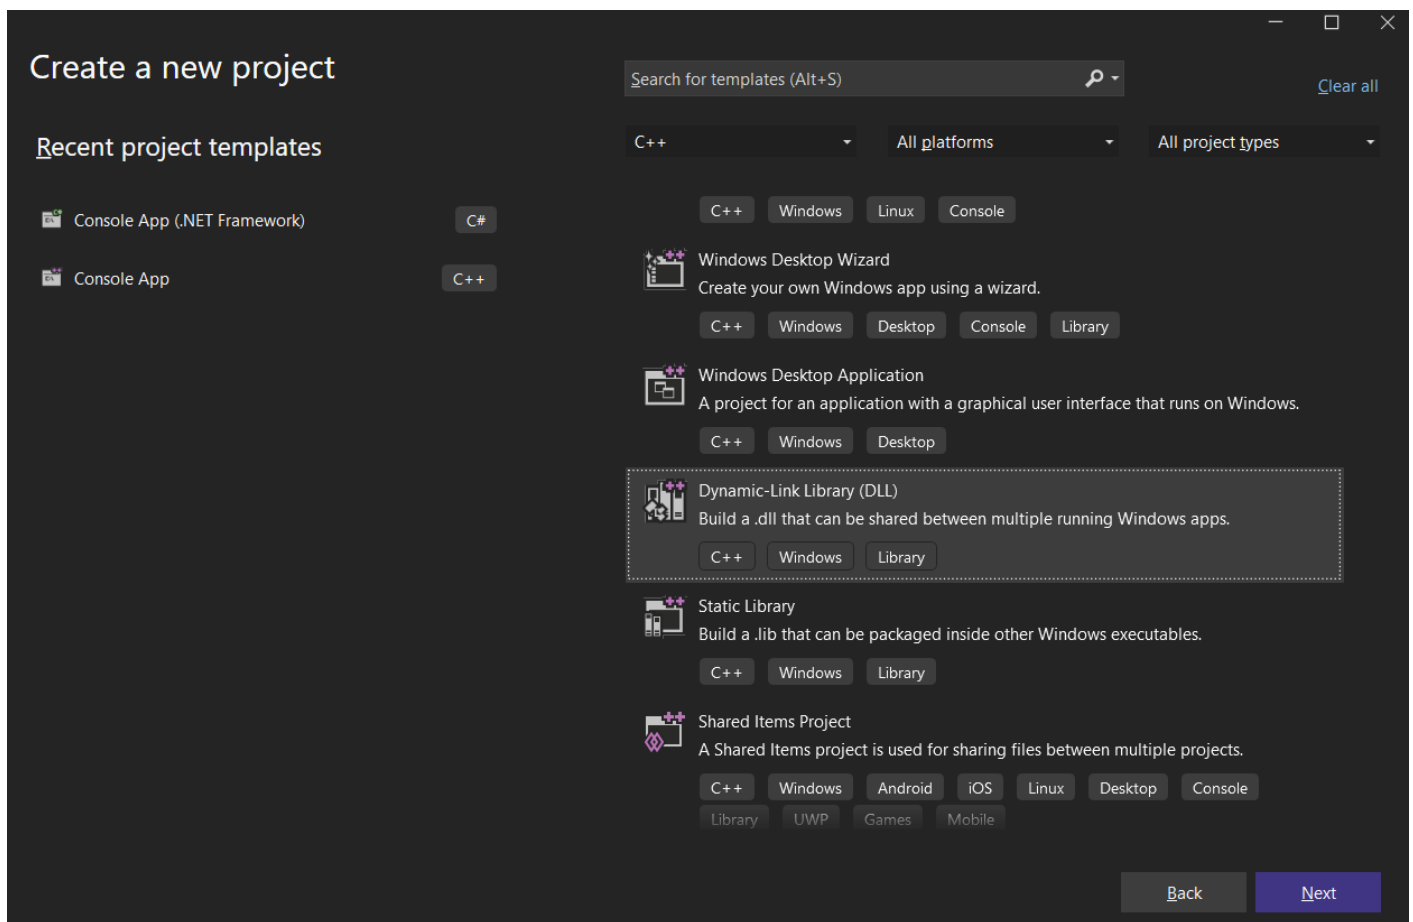 Create a new project
Search for templates (Alt+S)
Clear all
Recent project templates
C++
All platforms
All project types
Console App (.NET Framework)
C#
Console App
C++
C++ Windows Linux Console
Windows Desktop Wizard
Create your own Windows app using a wizard.
C++ Windows Desktop Console Library
Windows Desktop Application
A project for an application with a graphical user interface that runs on Windows.
C++ Windows Desktop
Dynamic-Link Library (DLL)
Build a .dll that can be shared between multiple running Windows apps.
C++ Windows Library
Static Library
Build a .lib that can be packaged inside other Windows executables.
C++ Windows Library
Shared Items Project
A Shared Items project is used for sharing files between multiple projects.
C++ Windows Android iOS Linux Desktop Console
Library UWP Games Mobile
Back
Next